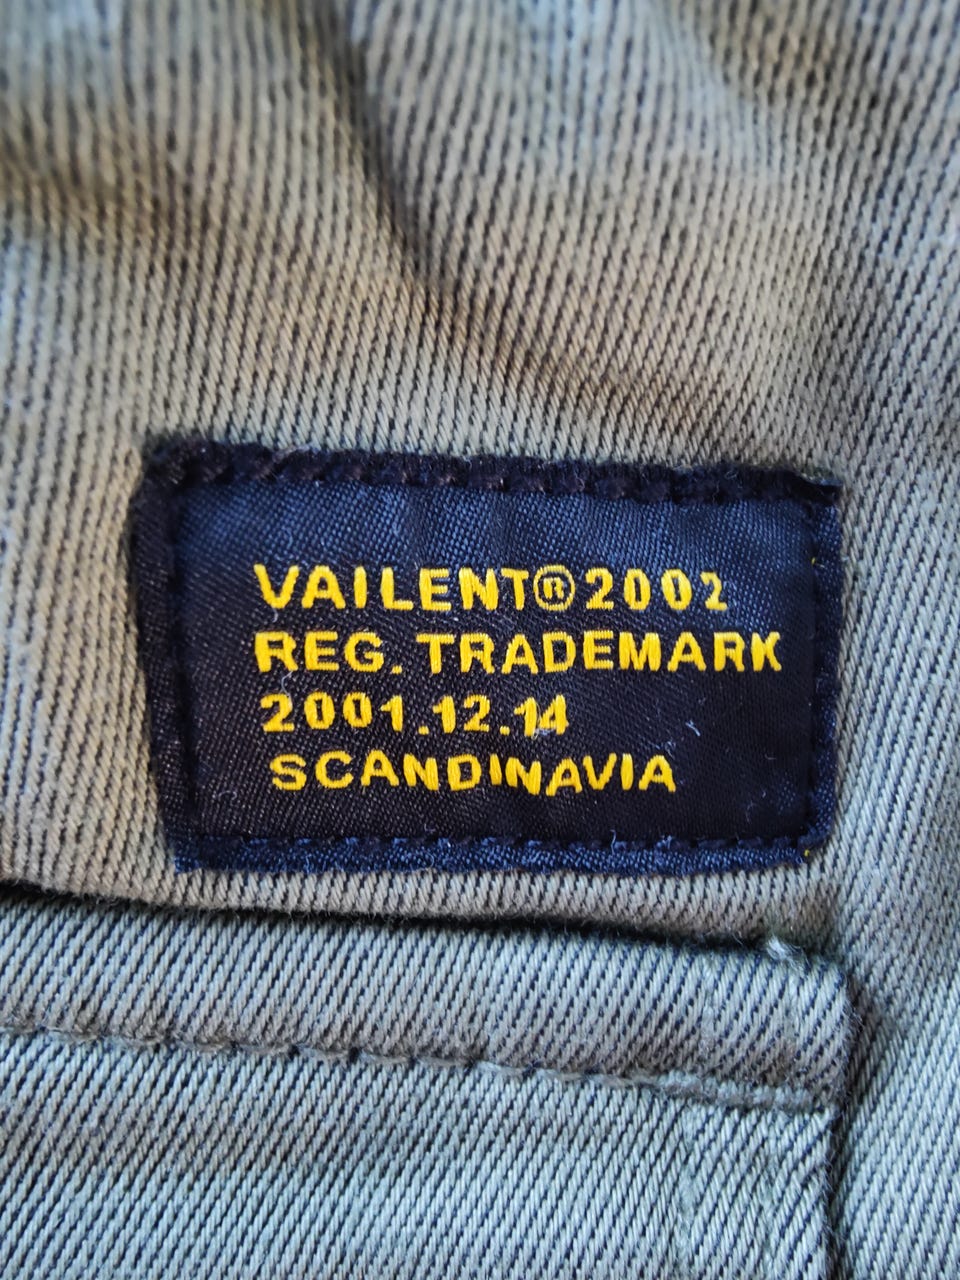 VAILENT®2002
REG. TRADEMARK
2001.12.14
SCANDINAVIA